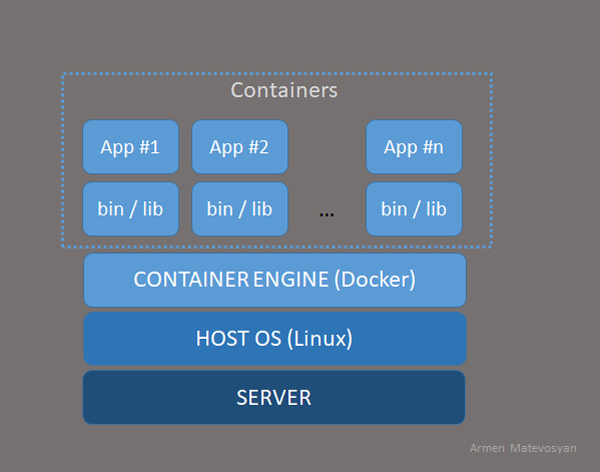 Containers
App #1 App #2 App #n
bin / lib bin / lib ... bin / lib
CONTAINER ENGINE (Docker)
HOST OS (Linux)
SERVER
Armen Matevosyan